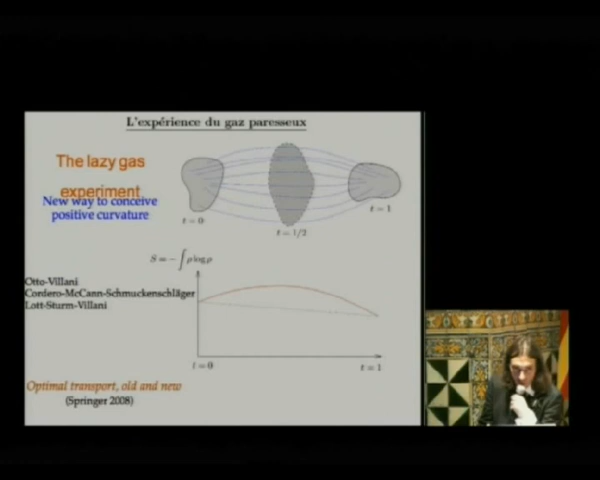 L'expérience du gaz paresseux
The lazy gas
experiment
New way to conceive
positive curvature
t = 0
t = 1/2
t = 1
S = - ∫ ρ log ρ
Otto-Villani
Cordero-McCann-Schmuckenschläger
Lott-Sturm-Villani
t = 0
t = 1
Optimal transport, old and new
(Springer 2008)